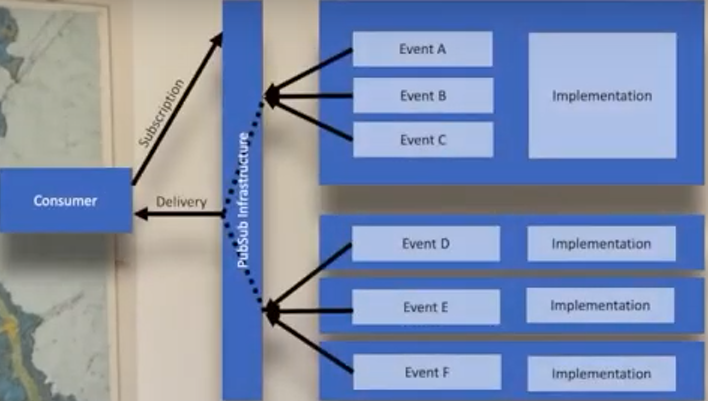 Event A
Event B
Event C
Implementation
Subscription
PubSub Infrastructure
Consumer
Delivery
Event D
Implementation
Event E
Implementation
Event F
Implementation